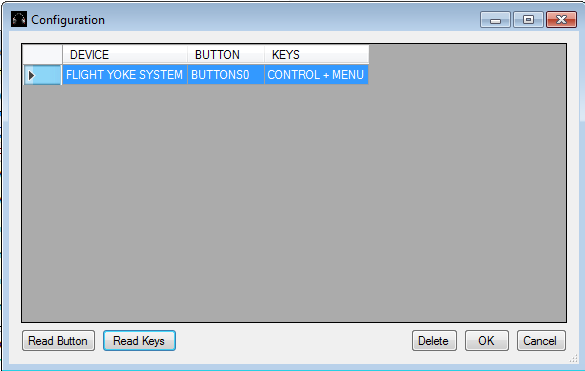 Configuration
DEVICE BUTTON KEYS
FLIGHT YOKE SYSTEM BUTTONS0 CONTROL + MENU
Read Button Read Keys Delete OK Cancel